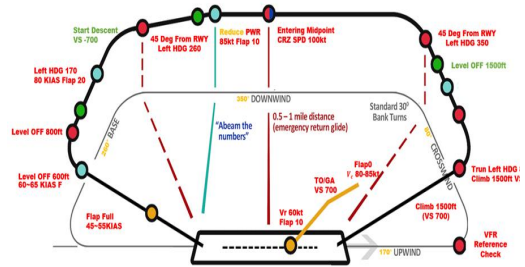 Start Descent
VS -700
45 Deg From RWY
Left HDG 260
Reduce PWR
85kt Flap 10
Entering Midpoint
CRZ SPD 100kt
45 Deg From RWY
Left HDG 350
Level OFF 1500ft
Left HDG 170
80 KIAS Flap 20
Level OFF 800ft
350° DOWNWIND
Standard 30°
Bank Turns
"Abeam the
numbers"
0.5 – 1 mile distance
(emergency return glide)
260° BASE
CROSSWIND
Level OFF 600ft
60~65 KIAS F
Flap Full
45~55KIAS
TO/GA
VS 700
Flap0
80-85kt
Vr 60kt
Flap 10
Trun Left HDG
Climb 1500ft VS
Climb 1500ft
(VS 700)
170° UPWIND
VFR
Reference
Check